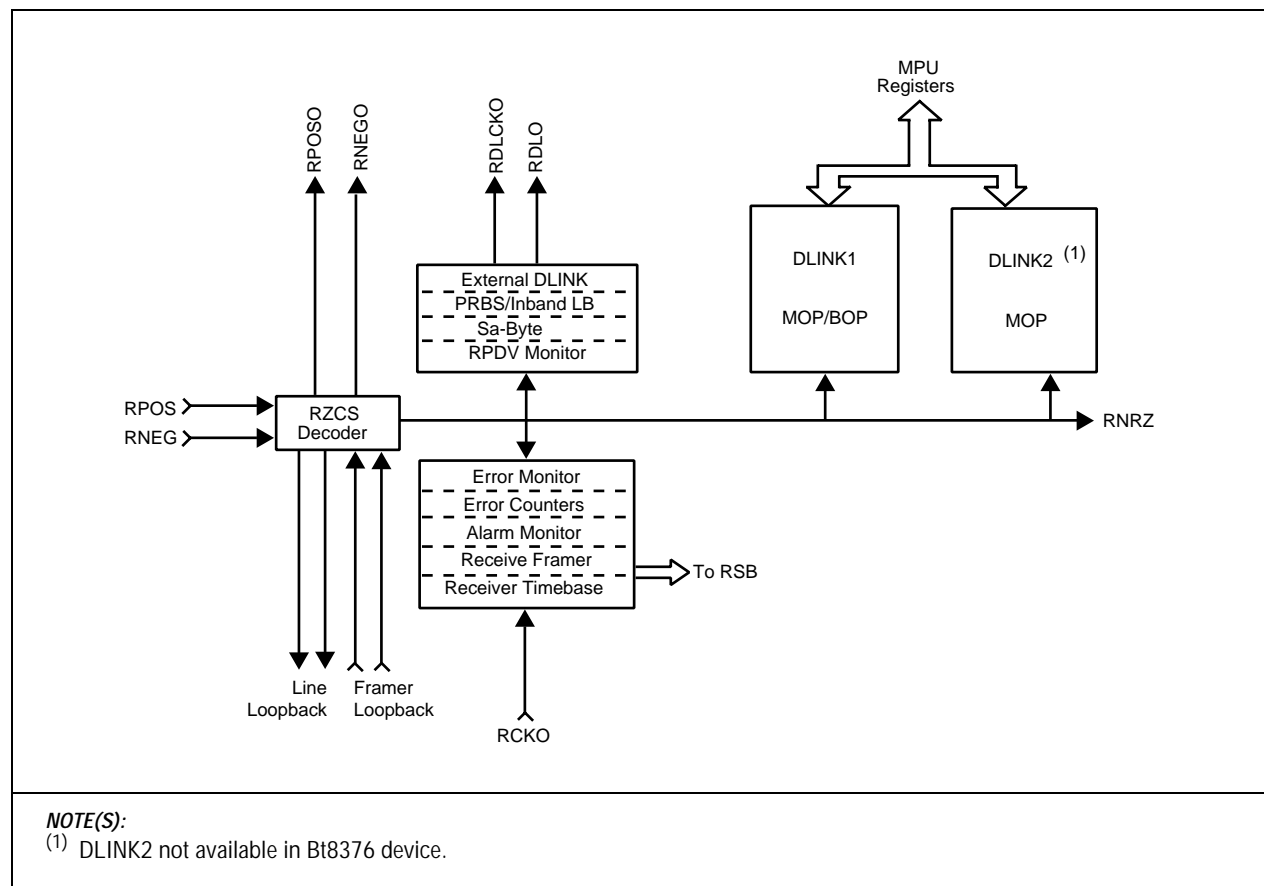 MPU
Registers
RPOSO
RNEGO
RDLCKO
RDLO
External DLINK
PRBS/Inband LB
Sa-Byte
RPDV Monitor
DLINK1
MOP/BOP
DLINK2 (1)
MOP
RPOS
RNEG
RZCS
Decoder
RNRZ
Error Monitor
Error Counters
Alarm Monitor
Receive Framer
Receiver Timebase
To RSB
Line
Loopback
Framer
Loopback
RCKO
NOTE(S):
(1) DLINK2 not available in Bt8376 device.